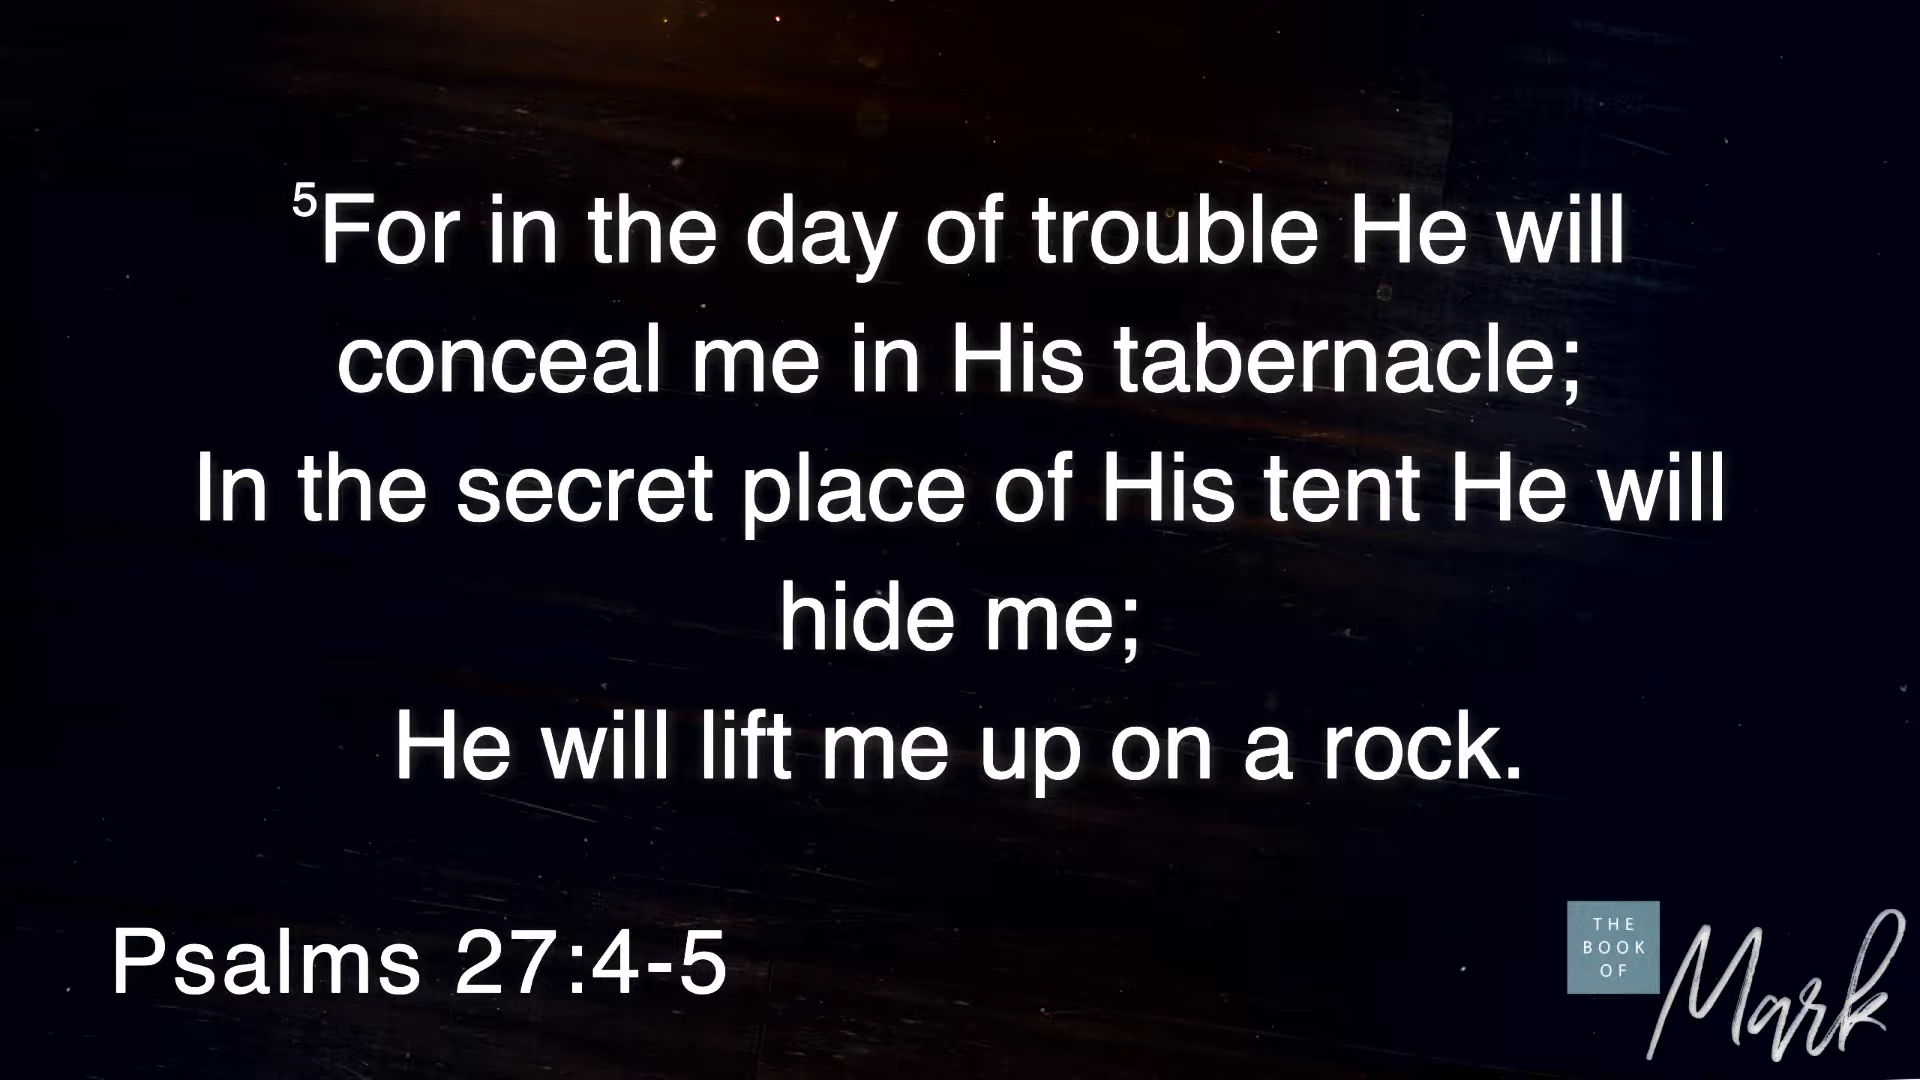 ⁵For in the day of trouble He will
conceal me in His tabernacle;
In the secret place of His tent He will
hide me;
He will lift me up on a rock.
Psalms 27:4-5
THE
BOOK
OF
Mark